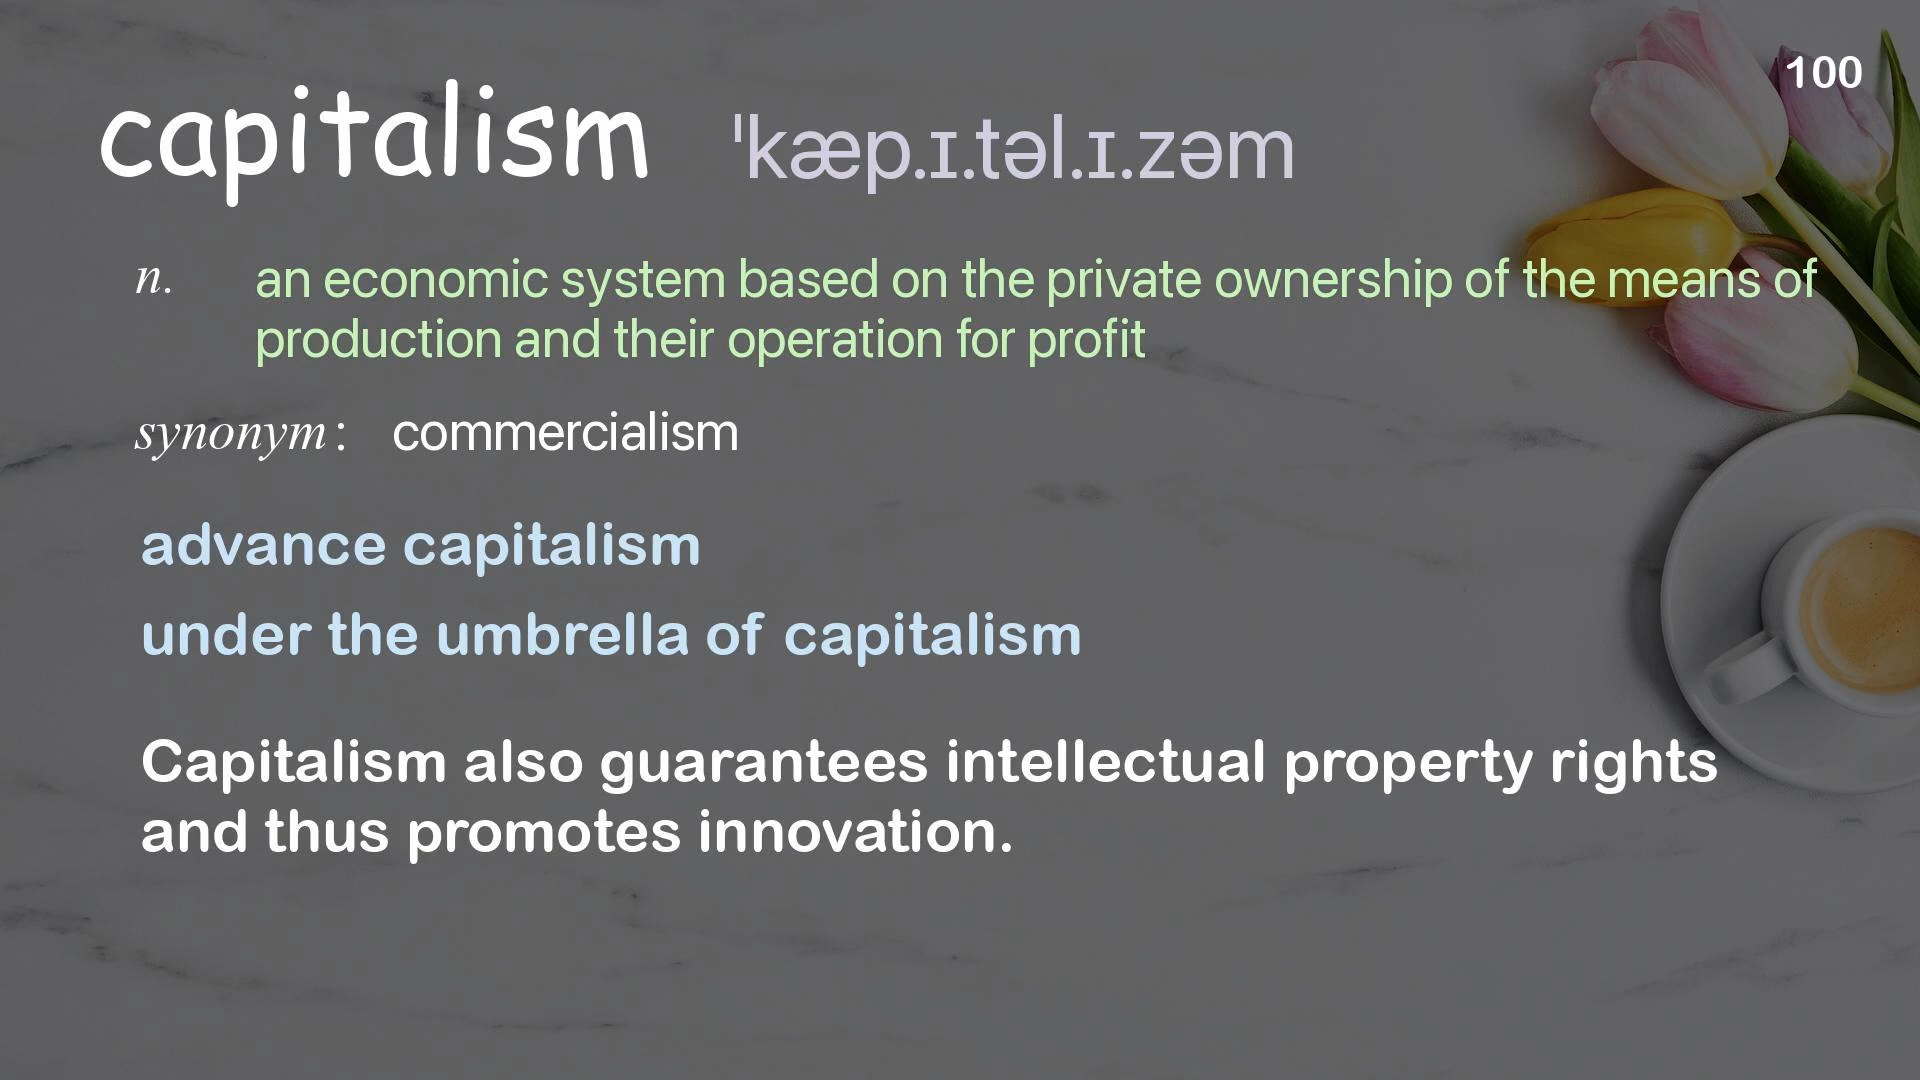 100
capitalism ˈkæp.ɪ.təl.ɪ.zəm
n. an economic system based on the private ownership of the means of
production and their operation for profit
synonym: commercialism
advance capitalism
under the umbrella of capitalism
Capitalism also guarantees intellectual property rights
and thus promotes innovation.